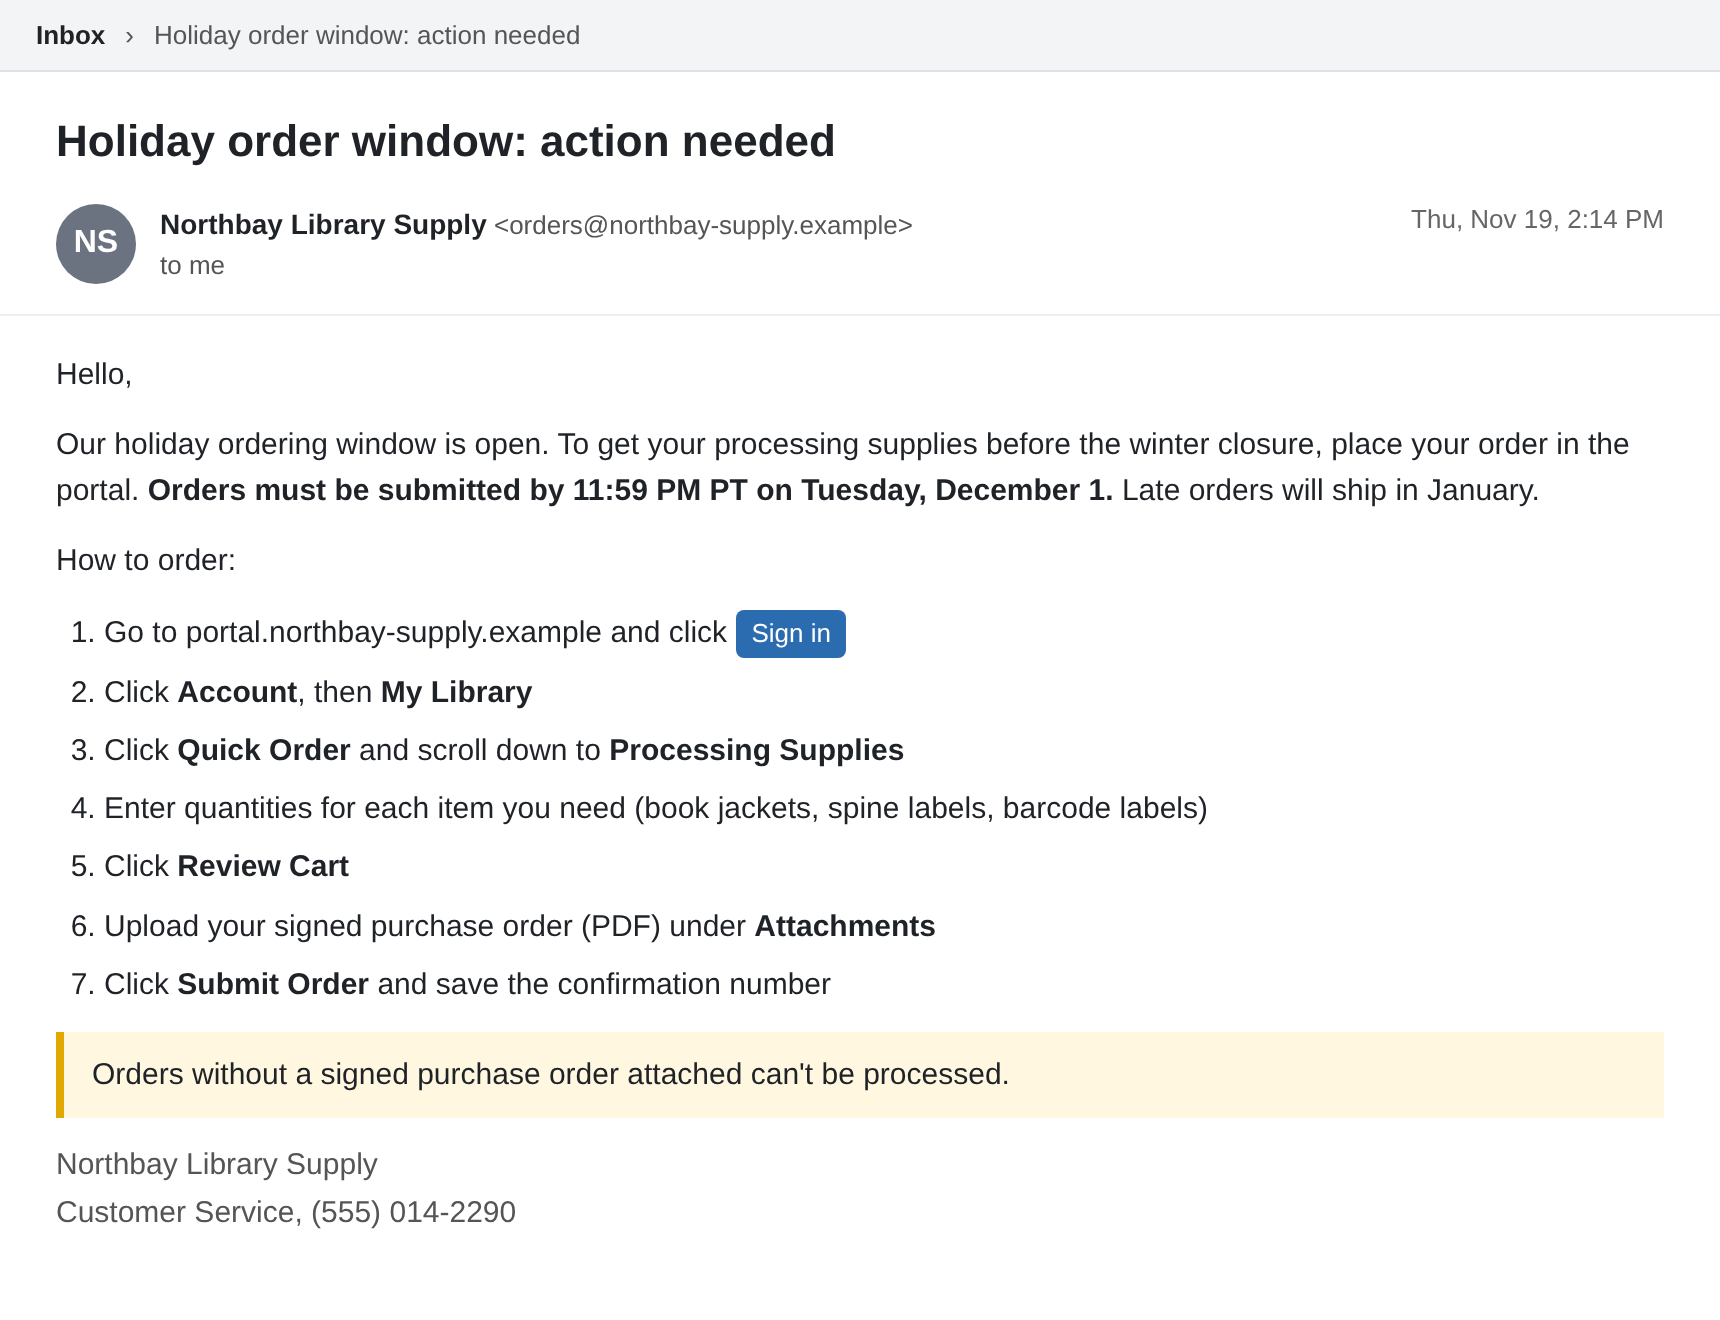 Inbox › Holiday order window: action needed
Holiday order window: action needed
NS
Northbay Library Supply <orders@northbay-supply.example>
Thu, Nov 19, 2:14 PM
to me
Hello,
Our holiday ordering window is open. To get your processing supplies before the winter closure, place your order in the
portal. Orders must be submitted by 11:59 PM PT on Tuesday, December 1. Late orders will ship in January.
How to order:
1. Go to portal.northbay-supply.example and click Sign in
2. Click Account, then My Library
3. Click Quick Order and scroll down to Processing Supplies
4. Enter quantities for each item you need (book jackets, spine labels, barcode labels)
5. Click Review Cart
6. Upload your signed purchase order (PDF) under Attachments
7. Click Submit Order and save the confirmation number
Orders without a signed purchase order attached can't be processed.
Northbay Library Supply
Customer Service, (555) 014-2290